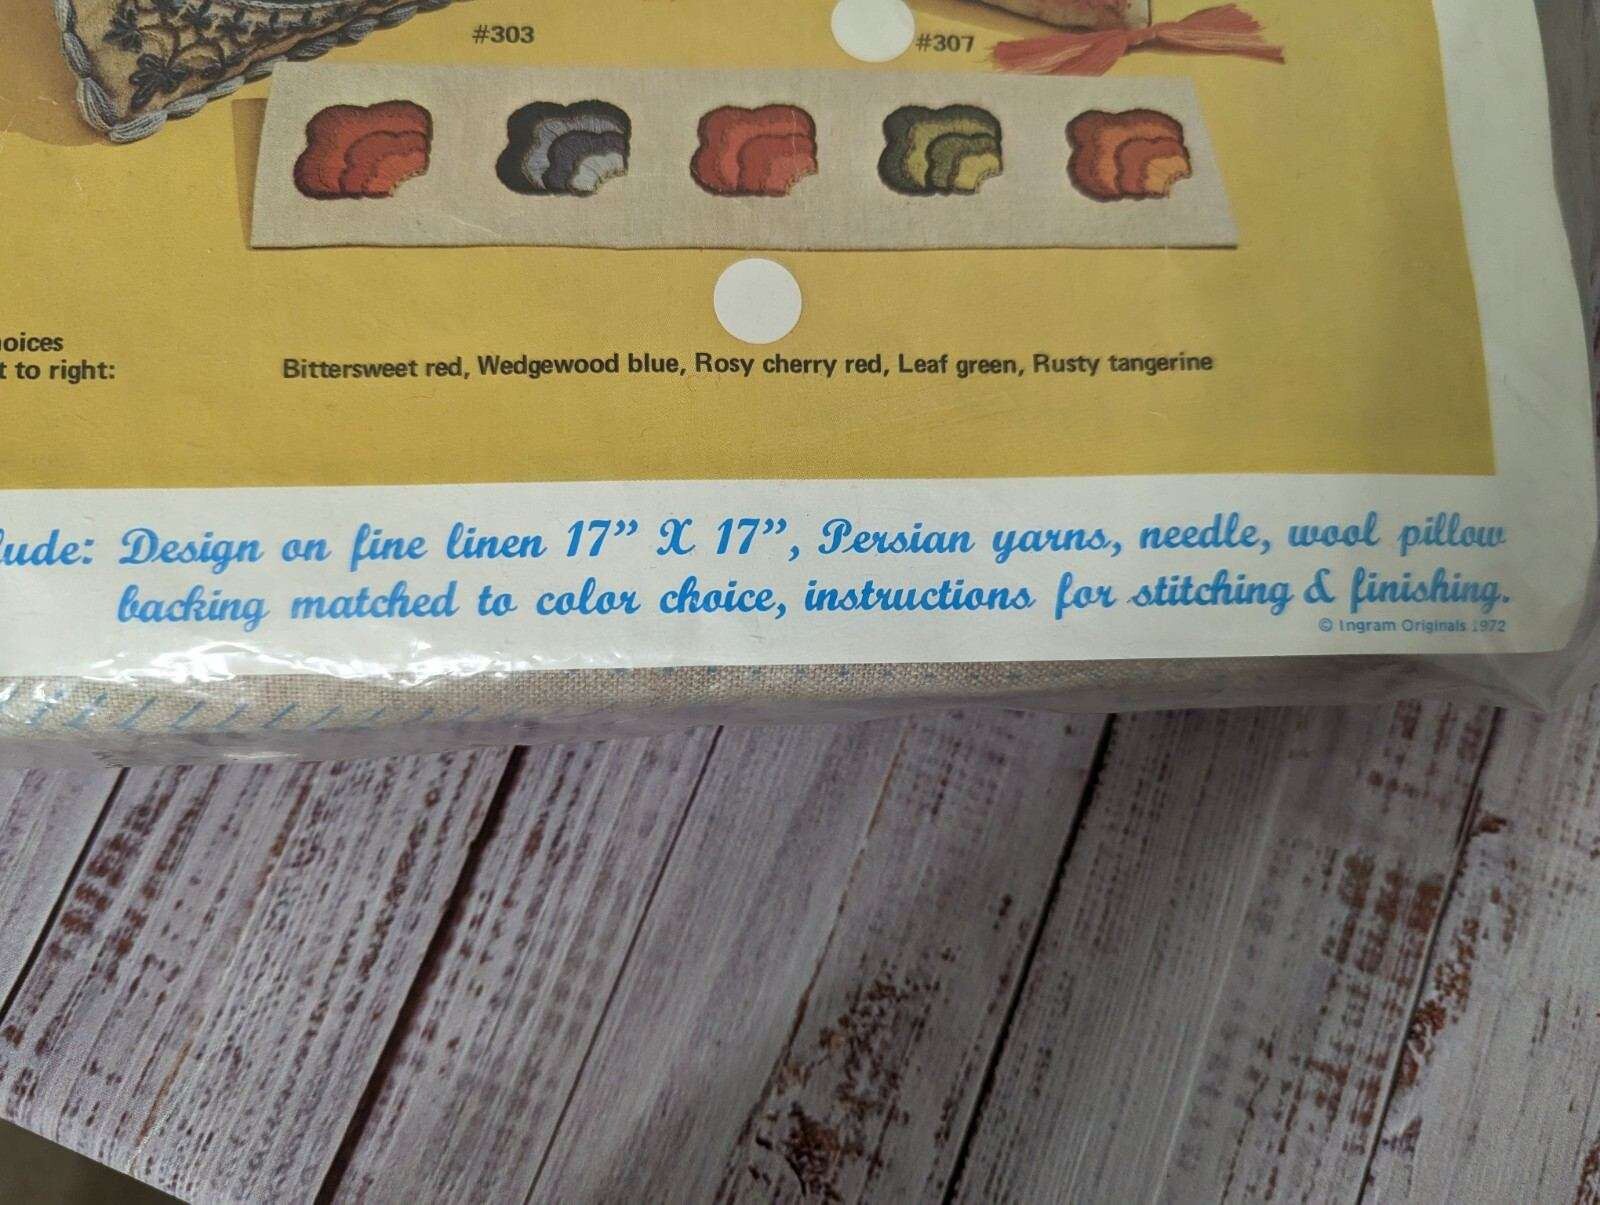 #303
#307
oices
t to right:
Bittersweet red, Wedgewood blue, Rosy cherry red, Leaf green, Rusty tangerine
lude: Design on fine linen 17” X 17”, Persian yarns, needle, wool pillow
backing matched to color choice, instructions for stitching & finishing.
© Ingram Originals 1972